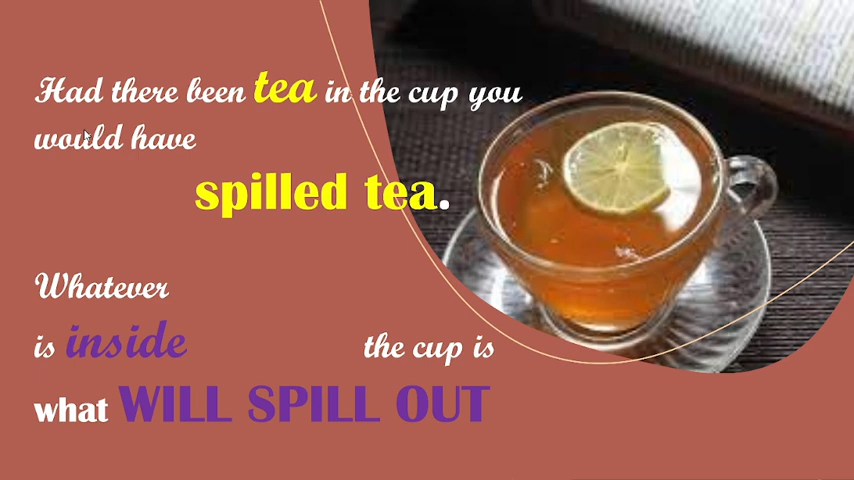 Had there been tea in the cup you
would have
spilled tea.
Whatever
is inside the cup is
what WILL SPILL OUT